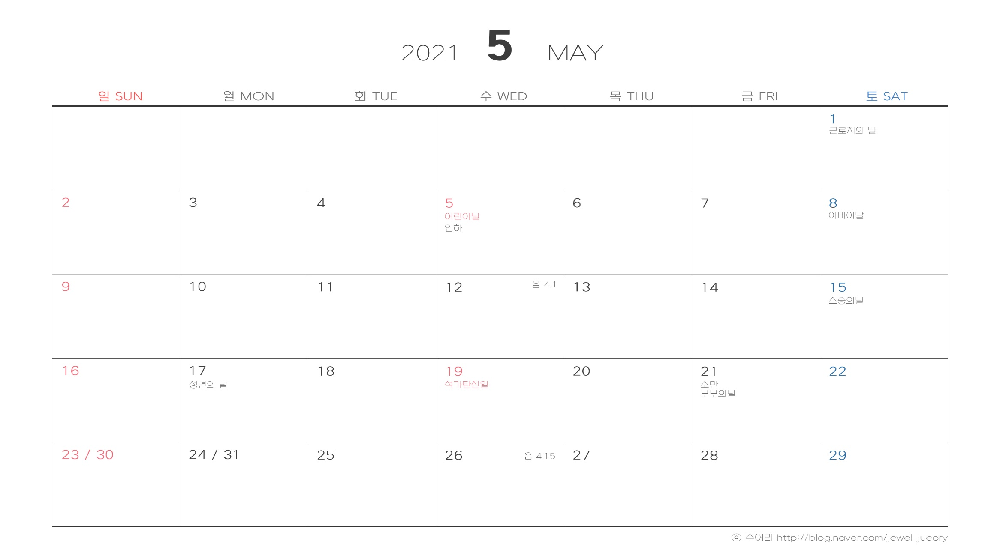 2021 5 MAY
일 SUN 월 MON 화 TUE 수 WED 목 THU 금 FRI 토 SAT
1
근로자의 날
2 3 4 5 6 7 8
어린이날 어버이날
입하
9 10 11 12 음 4.1 13 14 15
스승의날
16 17 18 19 20 21 22
성년의 날 석가탄신일 소만
부부의날
23 / 30 24 / 31 25 26 음 4.15 27 28 29
ⓒ 주어리 http://blog.naver.com/jewel_jueory